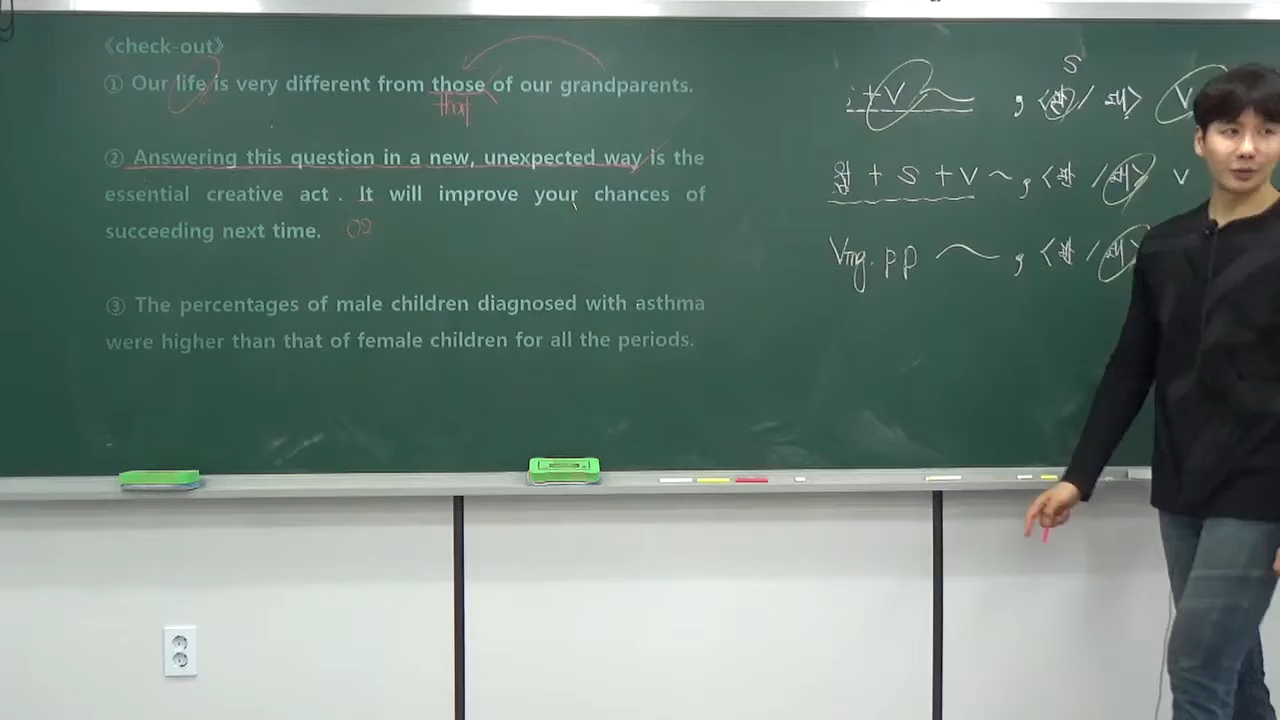 《check-out》
① Our life is very different from those of our grandparents.
that
② Answering this question in a new, unexpected way is the
essential creative act. It will improve your chances of
succeeding next time.
③ The percentages of male children diagnosed with asthma
were higher than that of female children for all the periods.
S
+V , < / > V
+ S + V ~ , < / > V
Ving. pp , < /